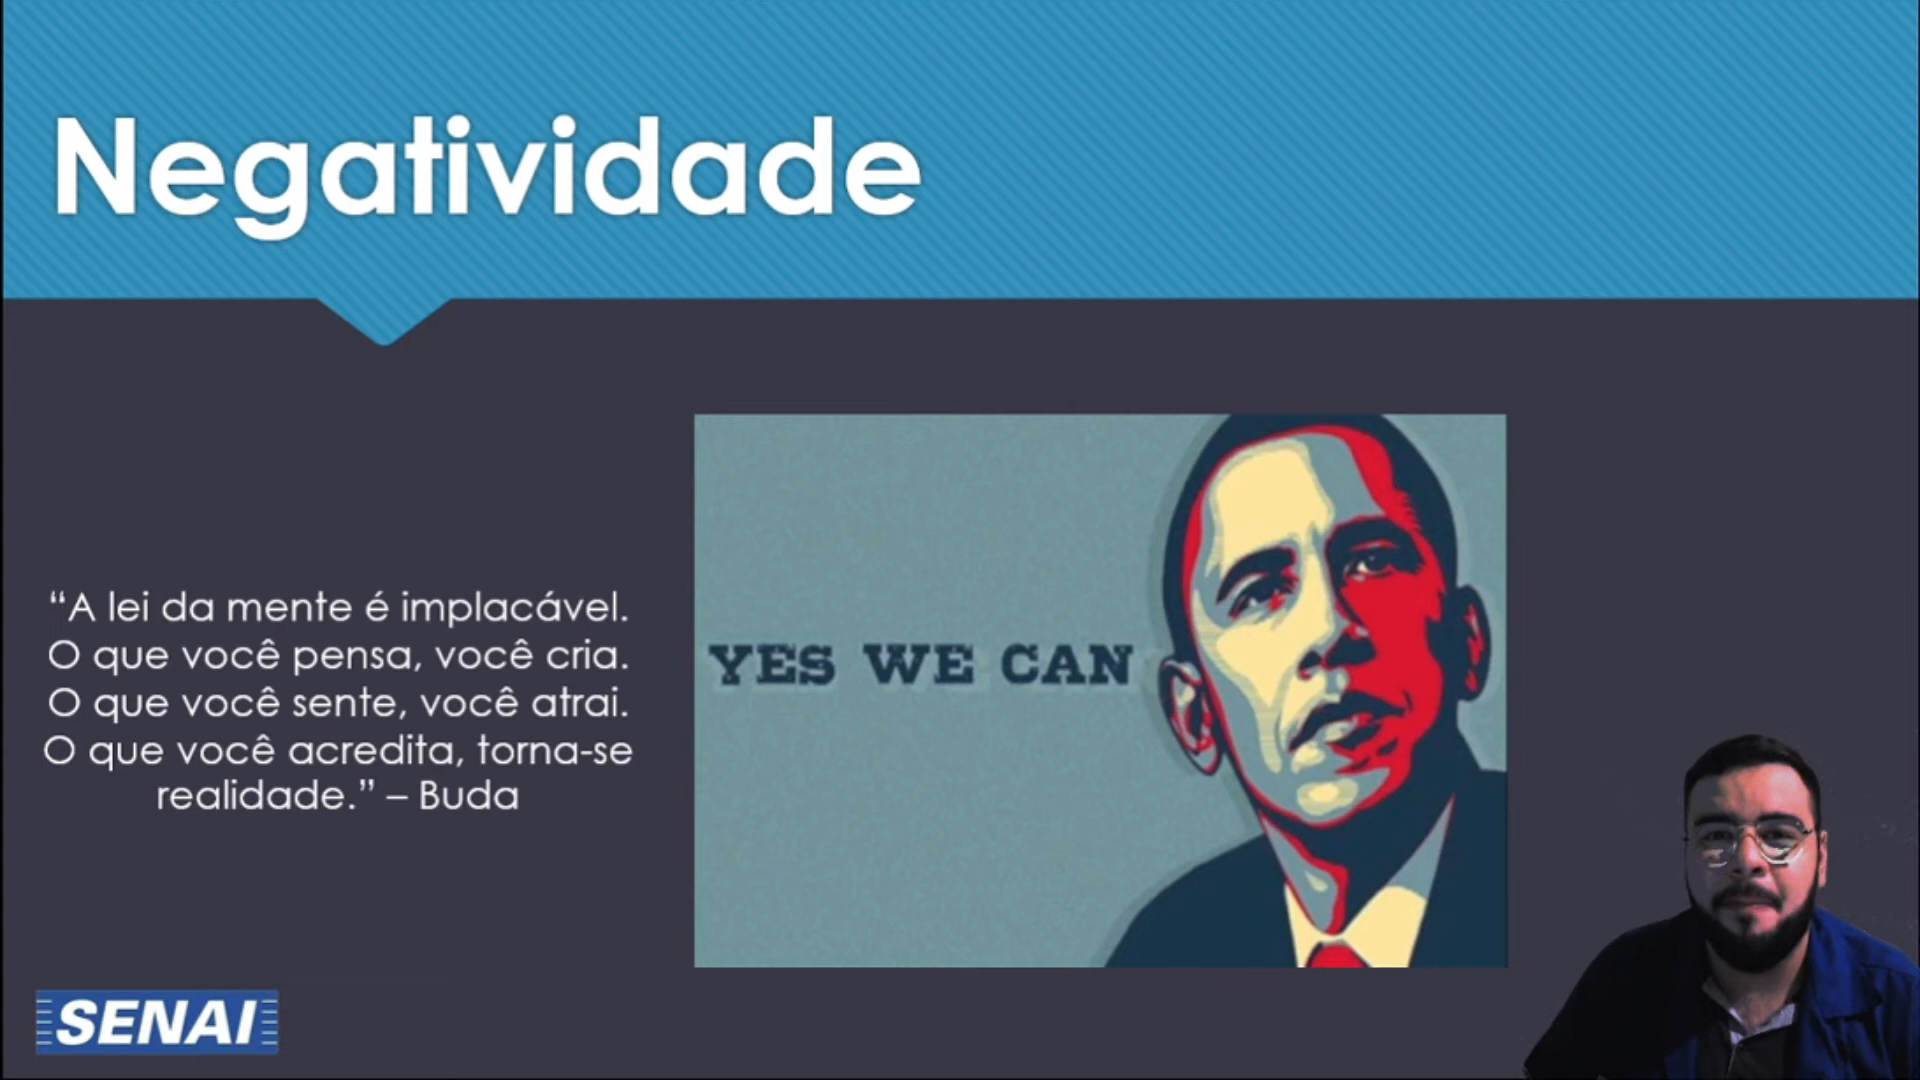 Negatividade
“A lei da mente é implacável.
O que você pensa, você cria.
O que você sente, você atrai.
O que você acredita, torna-se
realidade.” – Buda
YES WE CAN
SENAI